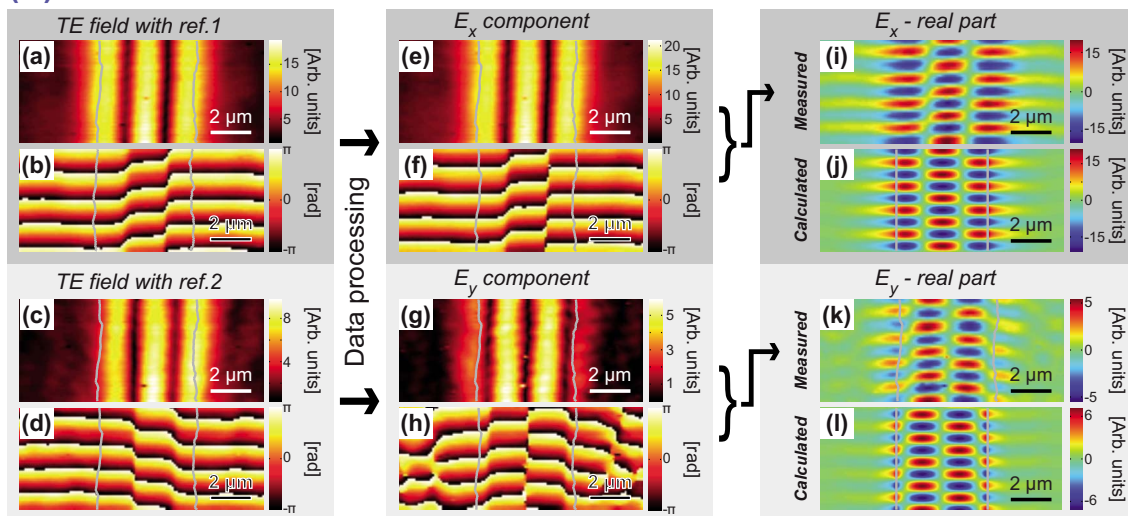 TE field with ref.1
(a)
15
10
5
[Arb. units]
2 μm
(b)
π
0
-π
[rad]
2 μm
TE field with ref.2
(c)
8
4
[Arb. units]
2 μm
(d)
π
0
-π
[rad]
2 μm
Data processing
Ex component
(e)
20
15
10
5
[Arb. units]
2 μm
(f)
π
0
-π
[rad]
2 μm
Ey component
(g)
5
3
1
[Arb. units]
2 μm
(h)
π
0
-π
[rad]
2 μm
Ex - real part
Measured
(i)
15
0
-15
[Arb. units]
2 μm
Calculated
(j)
15
0
-15
[Arb. units]
2 μm
Ey - real part
Measured
(k)
5
0
-5
[Arb. units]
2 μm
Calculated
(l)
6
0
-6
[Arb. units]
2 μm